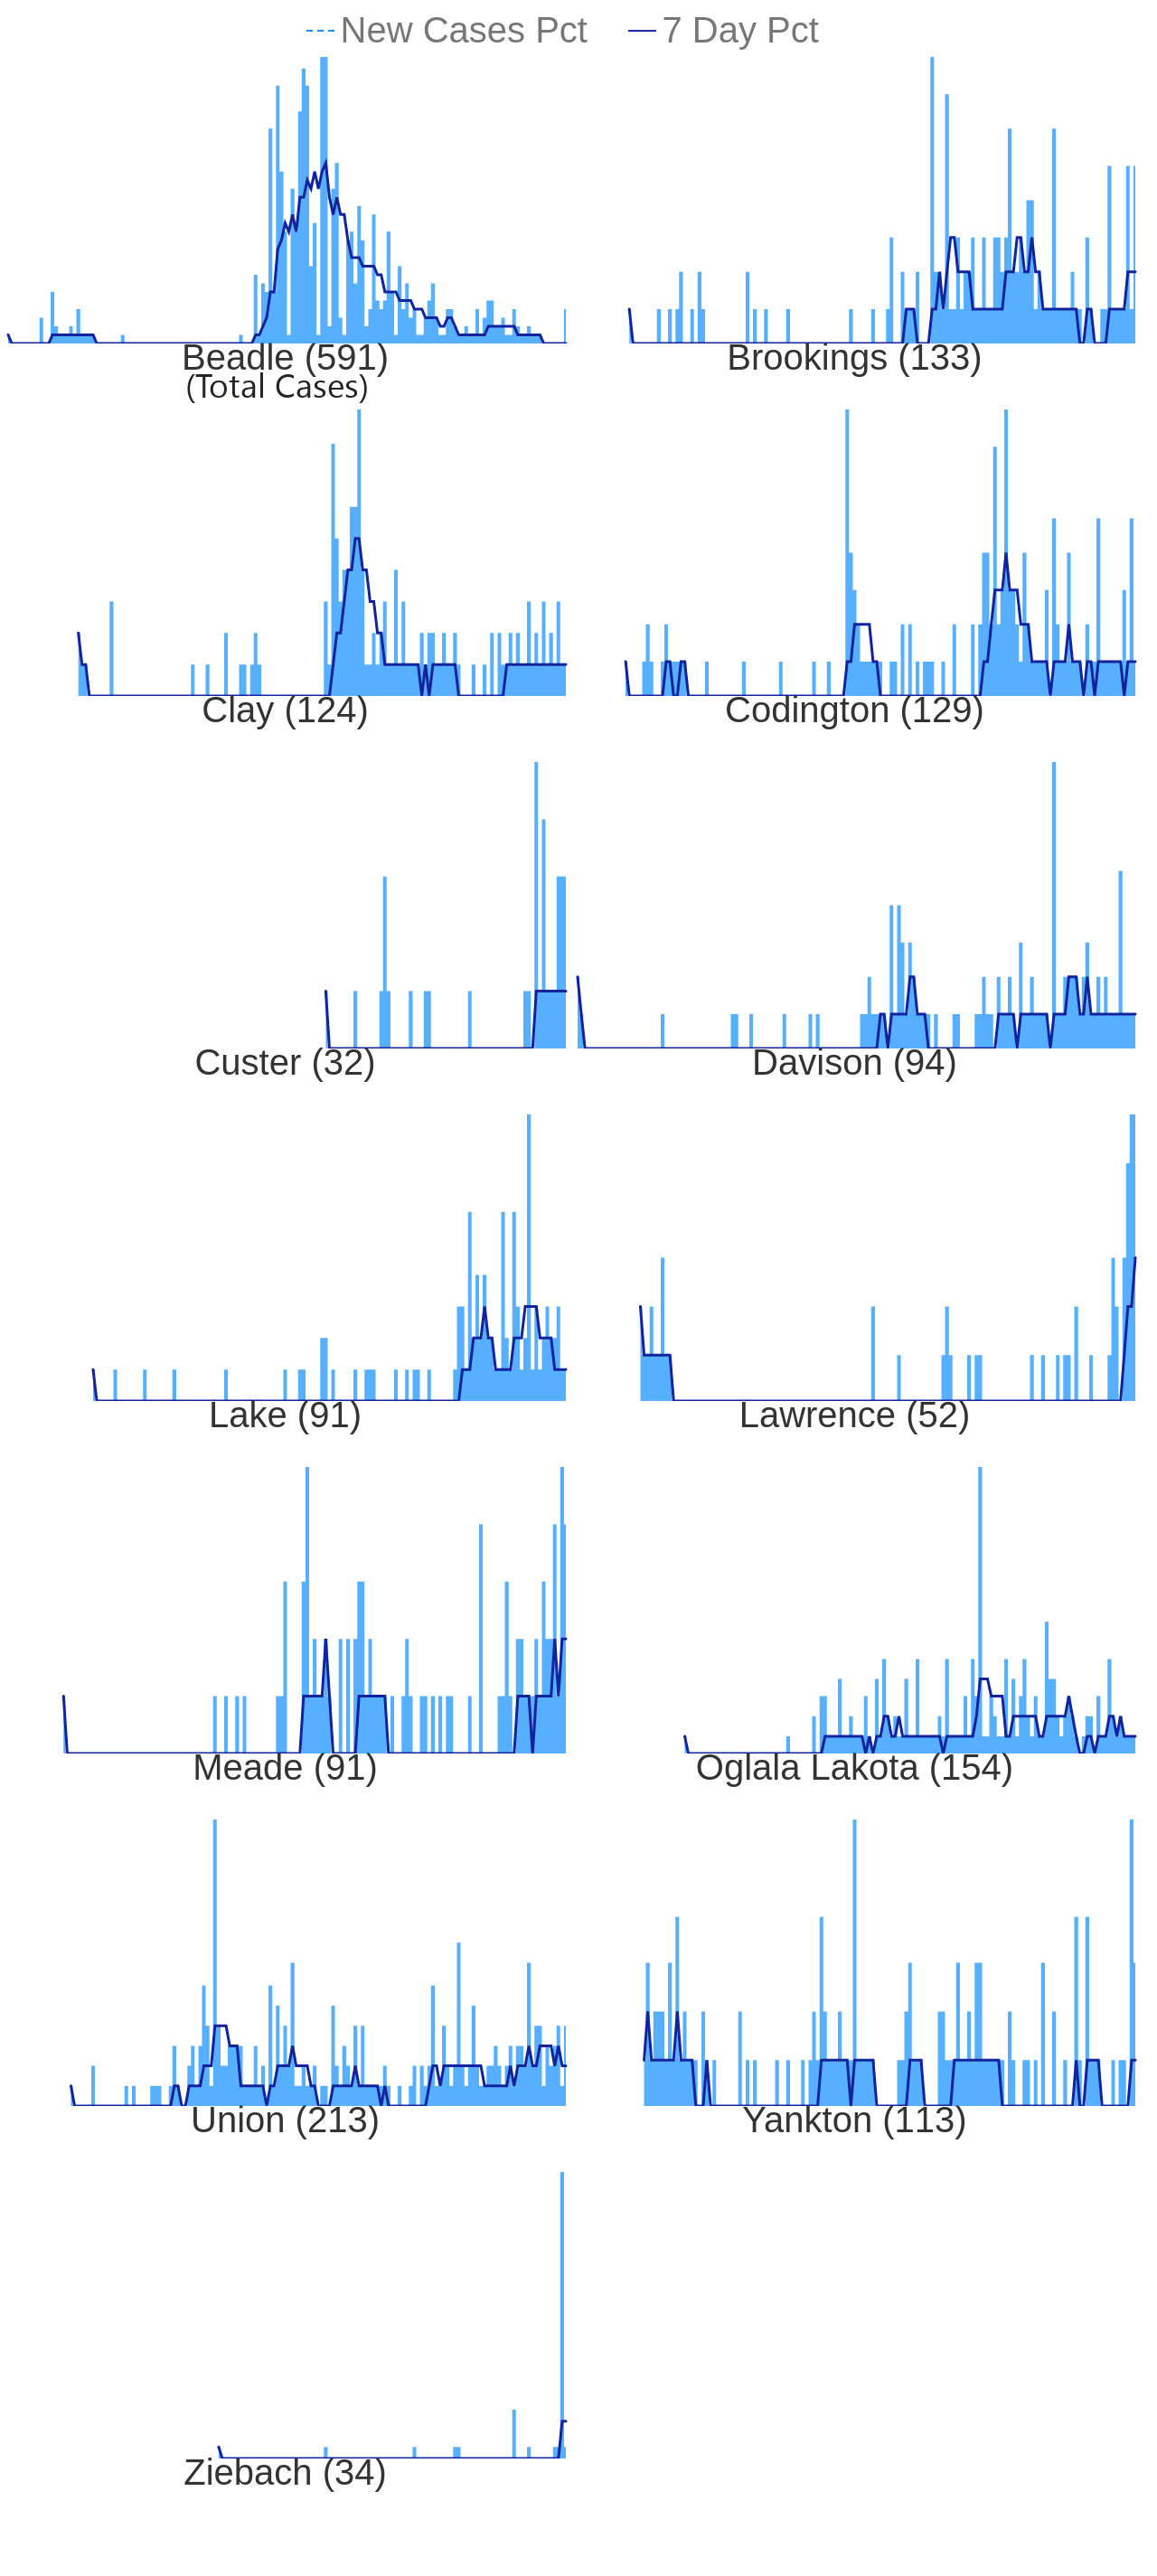 New Cases Pct 7 Day Pct
Beadle (591) Brookings (133)
(Total Cases)
Clay (124) Codington (129)
Custer (32) Davison (94)
Lake (91) Lawrence (52)
Meade (91) Oglala Lakota (154)
Union (213) Yankton (113)
Ziebach (34)